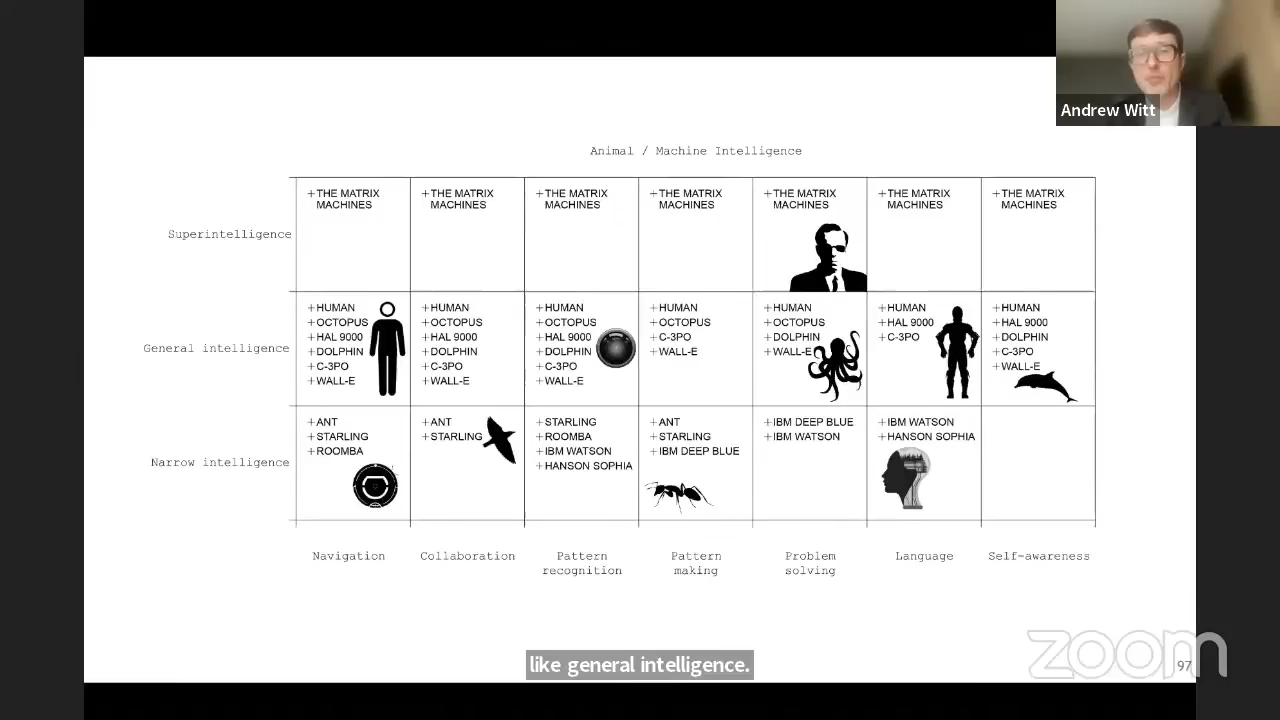 Andrew Witt
Animal / Machine Intelligence
Superintelligence
+THE MATRIX
MACHINES
+THE MATRIX
MACHINES
+THE MATRIX
MACHINES
+THE MATRIX
MACHINES
+THE MATRIX
MACHINES
+THE MATRIX
MACHINES
+THE MATRIX
MACHINES
General intelligence
+HUMAN
+OCTOPUS
+HAL 9000
+DOLPHIN
+C-3PO
+WALL-E
+HUMAN
+OCTOPUS
+HAL 9000
+DOLPHIN
+C-3PO
+WALL-E
+HUMAN
+OCTOPUS
+HAL 9000
+DOLPHIN
+C-3PO
+WALL-E
+HUMAN
+OCTOPUS
+C-3PO
+WALL-E
+HUMAN
+OCTOPUS
+DOLPHIN
+WALL-E
+HUMAN
+HAL 9000
+C-3PO
+HUMAN
+HAL 9000
+DOLPHIN
+C-3PO
+WALL-E
Narrow intelligence
+ANT
+STARLING
+ROOMBA
+ANT
+STARLING
+STARLING
+ROOMBA
+IBM WATSON
+HANSON SOPHIA
+ANT
+STARLING
+IBM DEEP BLUE
+IBM DEEP BLUE
+IBM WATSON
+IBM WATSON
+HANSON SOPHIA
Navigation
Collaboration
Pattern
recognition
Pattern
making
Problem
solving
Language
Self-awareness
like general intelligence.
zoom
97